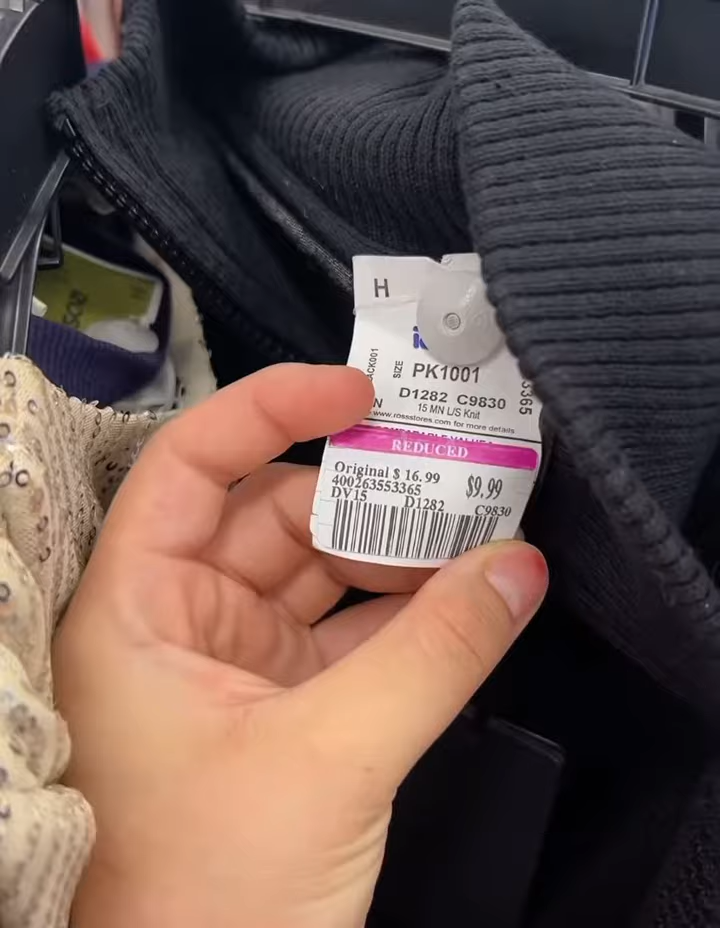 H
SIZE
PK1001
D1282 C9830
15 MN L/S Knit
www.rossstores.com for more details
3365
REDUCED
Original $ 16.99
$9.99
400263553365
DV15 D1282 C9830